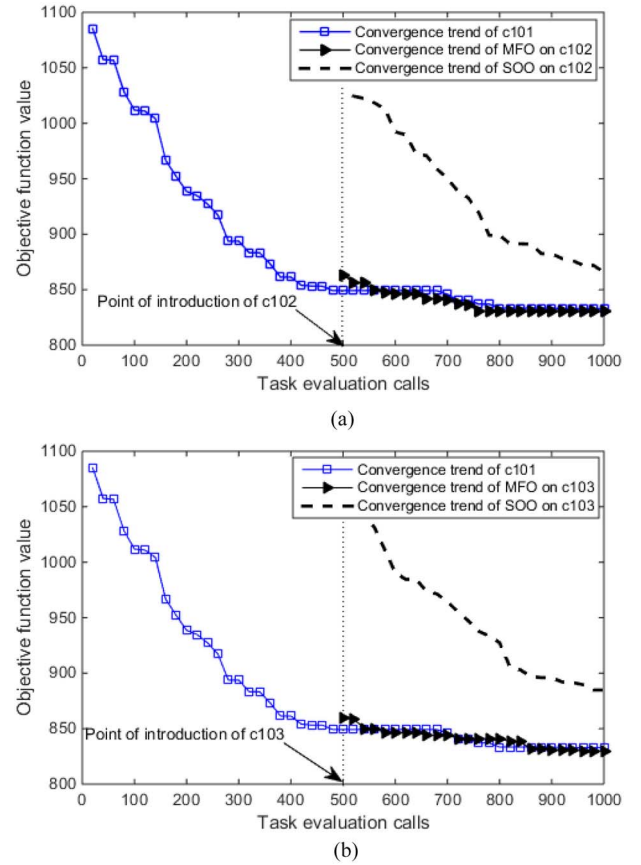 1100
1050
1000
950
900
850
800
Objective function value
Convergence trend of c101
Convergence trend of MFO on c102
Convergence trend of SOO on c102
Point of introduction of c102
0 100 200 300 400 500 600 700 800 900 1000
Task evaluation calls
(a)
1100
1050
1000
950
900
850
800
Objective function value
Convergence trend of c101
Convergence trend of MFO on c103
Convergence trend of SOO on c103
Point of introduction of c103
0 100 200 300 400 500 600 700 800 900 1000
Task evaluation calls
(b)